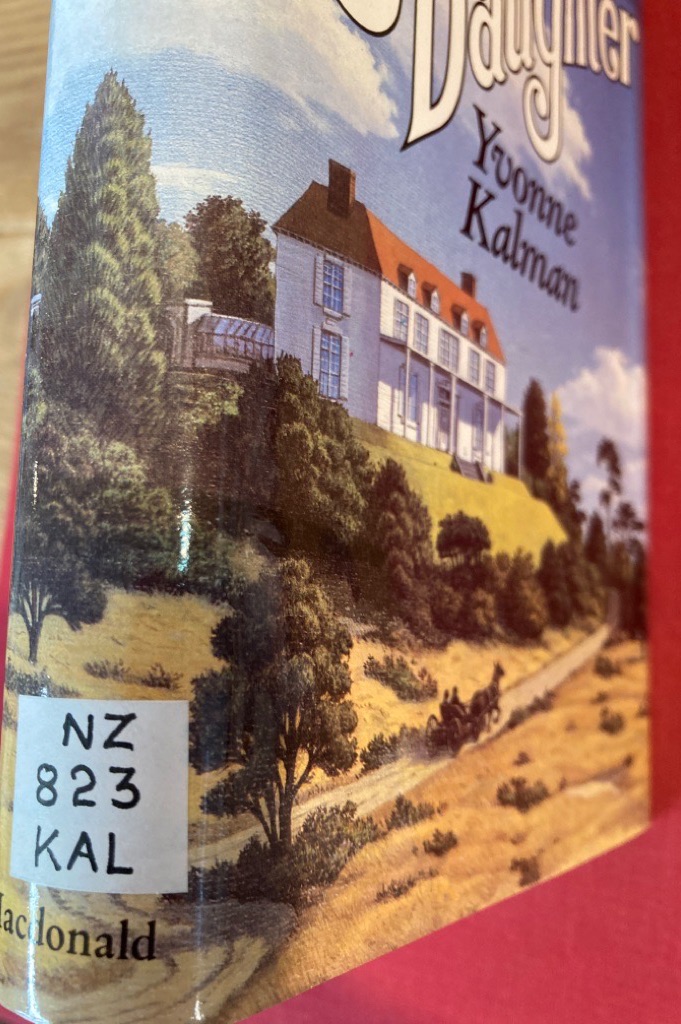 Daughter
Yvonne
Kalman
NZ
823
KAL
Macdonald